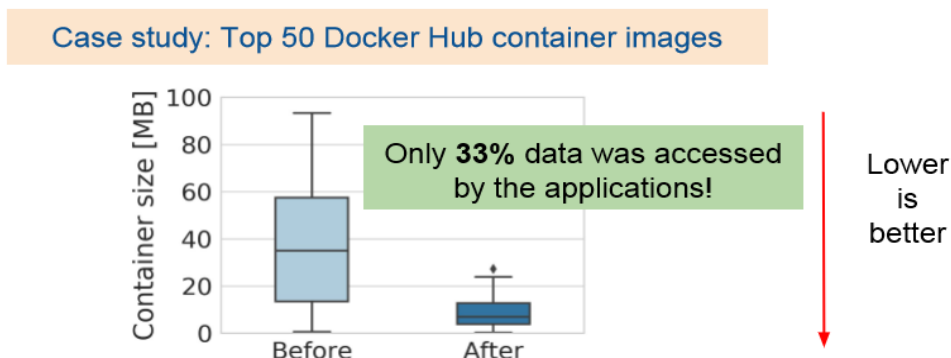 Case study: Top 50 Docker Hub container images
Container size [MB]
100
80
60
40
20
0
Only 33% data was accessed
by the applications!
Before
After
Lower
is
better